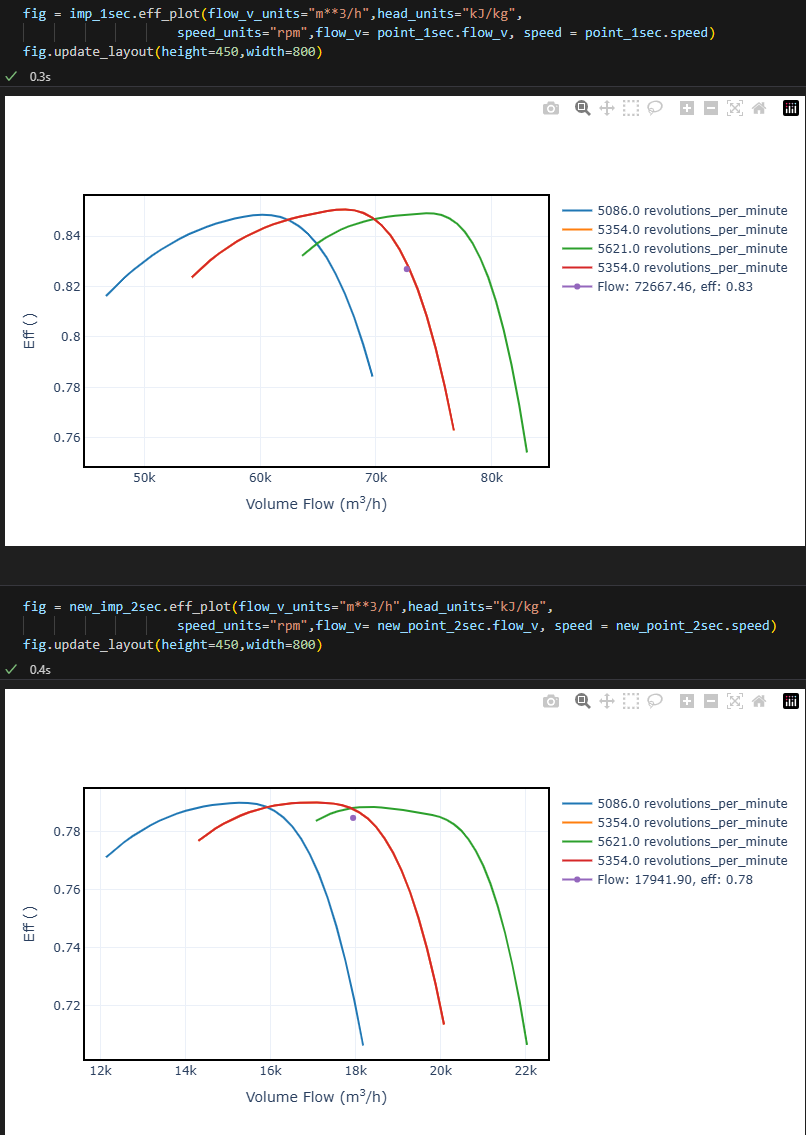 fig = imp_1sec.eff_plot(flow_v_units="m**3/h",head_units="kJ/kg",
speed_units="rpm",flow_v= point_1sec.flow_v, speed = point_1sec.speed)
fig.update_layout(height=450,width=800)
0.3s
5086.0 revolutions_per_minute
5354.0 revolutions_per_minute
5621.0 revolutions_per_minute
5354.0 revolutions_per_minute
Flow: 72667.46, eff: 0.83
0.84
0.82
0.8
0.78
0.76
Eff ()
50k 60k 70k 80k
Volume Flow (m³/h)
fig = new_imp_2sec.eff_plot(flow_v_units="m**3/h",head_units="kJ/kg",
speed_units="rpm",flow_v= new_point_2sec.flow_v, speed = new_point_2sec.speed)
fig.update_layout(height=450,width=800)
0.4s
5086.0 revolutions_per_minute
5354.0 revolutions_per_minute
5621.0 revolutions_per_minute
5354.0 revolutions_per_minute
Flow: 17941.90, eff: 0.78
0.78
0.76
0.74
0.72
Eff ()
12k 14k 16k 18k 20k 22k
Volume Flow (m³/h)